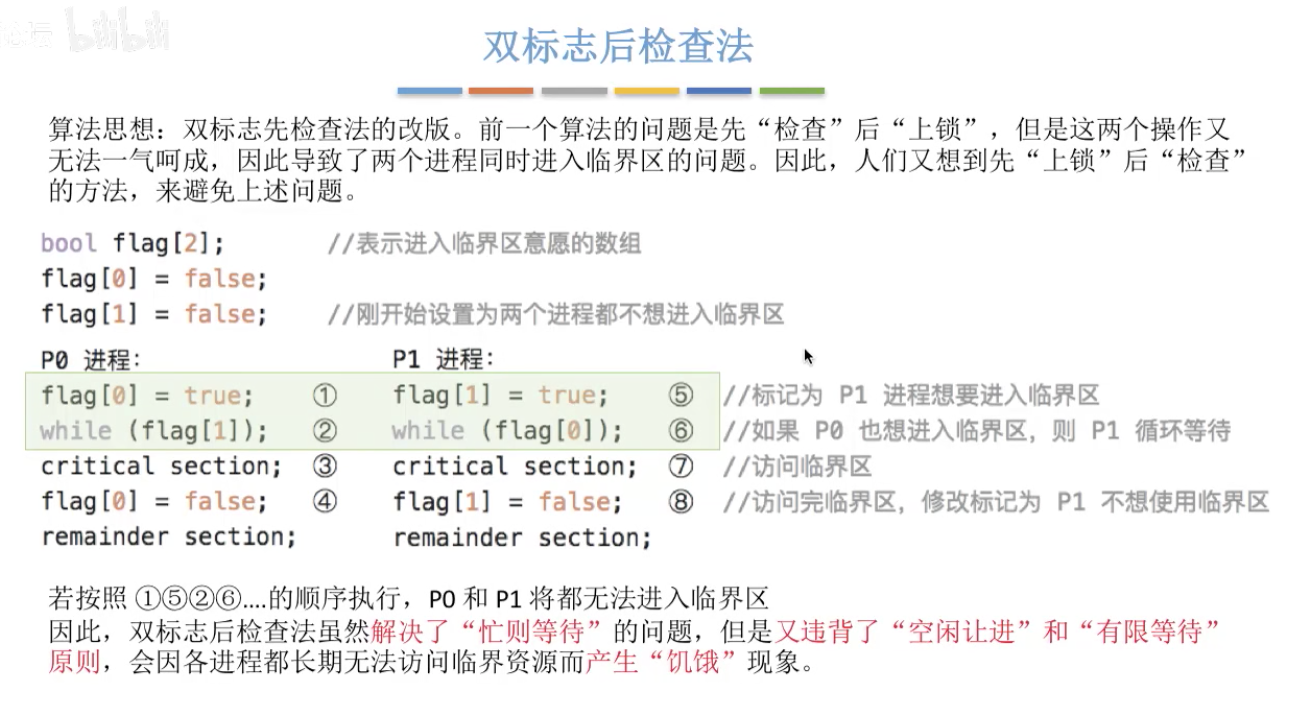 论坛 bilibili
双标志后检查法
算法思想：双标志先检查法的改版。前一个算法的问题是先“检查”后“上锁”，但是这两个操作又
无法一气呵成，因此导致了两个进程同时进入临界区的问题。因此，人们又想到先“上锁”后“检查”
的方法，来避免上述问题。
bool flag[2]; //表示进入临界区意愿的数组
flag[0] = false;
flag[1] = false; //刚开始设置为两个进程都不想进入临界区
P0 进程: P1 进程:
flag[0] = true; ① flag[1] = true; ⑤ //标记为 P1 进程想要进入临界区
while (flag[1]); ② while (flag[0]); ⑥ //如果 P0 也想进入临界区，则 P1 循环等待
critical section; ③ critical section; ⑦ //访问临界区
flag[0] = false; ④ flag[1] = false; ⑧ //访问完临界区，修改标记为 P1 不想使用临界区
remainder section; remainder section;
若按照 ①⑤②⑥....的顺序执行，P0 和 P1 将都无法进入临界区
因此，双标志后检查法虽然解决了“忙则等待”的问题，但是又违背了“空闲让进”和“有限等待”
原则，会因各进程都长期无法访问临界资源而产生“饥饿”现象。